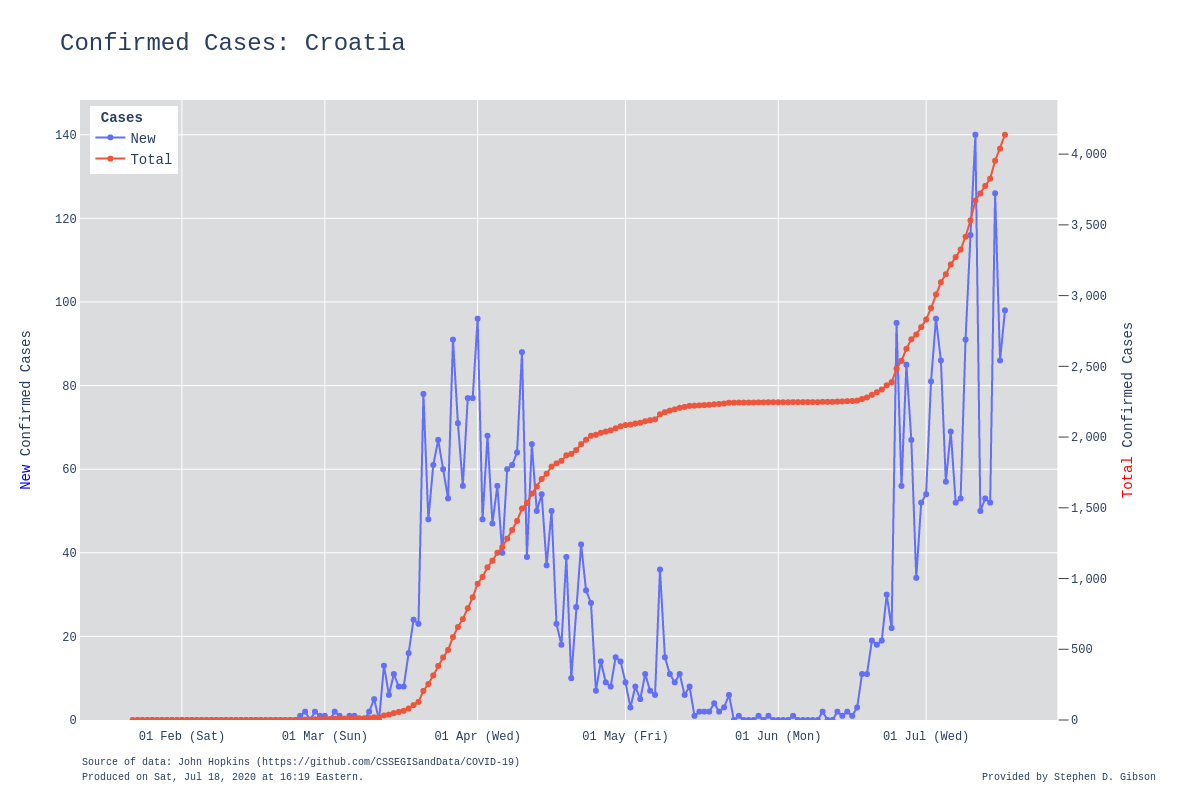 Confirmed Cases: Croatia
Cases
New
Total
140
120
100
80
60
40
20
0
4,000
3,500
3,000
2,500
2,000
1,500
1,000
500
0
New Confirmed Cases
Total Confirmed Cases
01 Feb (Sat)
01 Mar (Sun)
01 Apr (Wed)
01 May (Fri)
01 Jun (Mon)
01 Jul (Wed)
Source of data: John Hopkins (https://github.com/CSSEGISandData/COVID-19)
Produced on Sat, Jul 18, 2020 at 16:19 Eastern.
Provided by Stephen D. Gibson